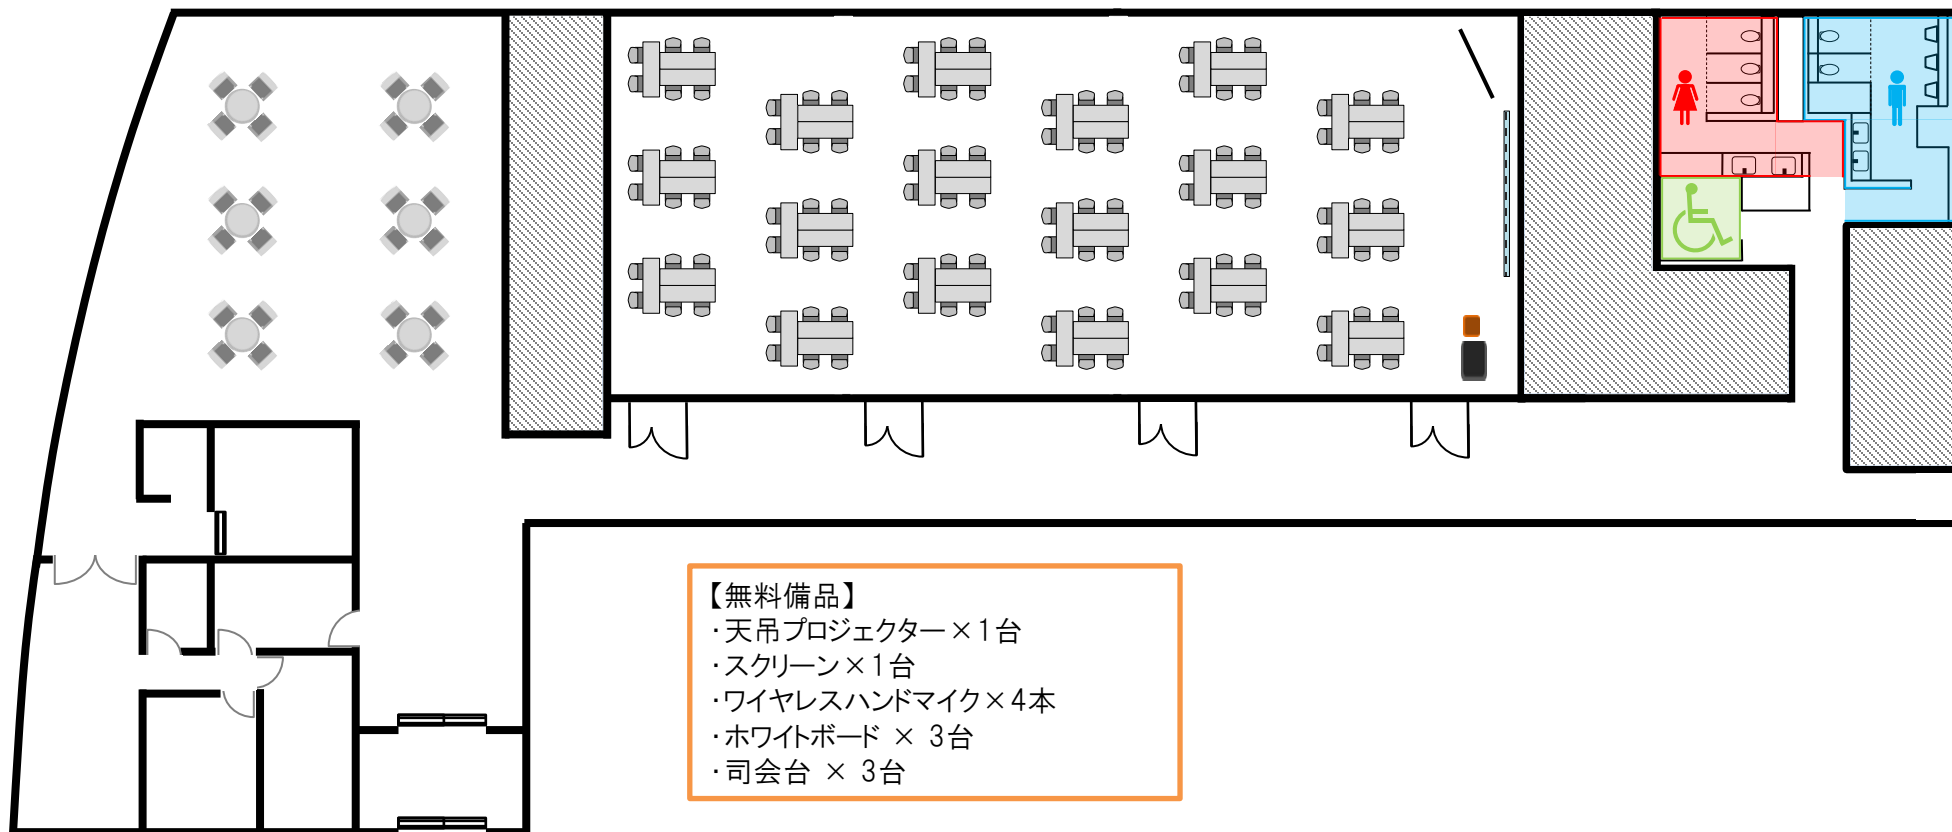 【無料備品】
・天吊プロジェクター×1台
・スクリーン×1台
・ワイヤレスハンドマイク×4本
・ホワイトボード × 3台
・司会台 × 3台